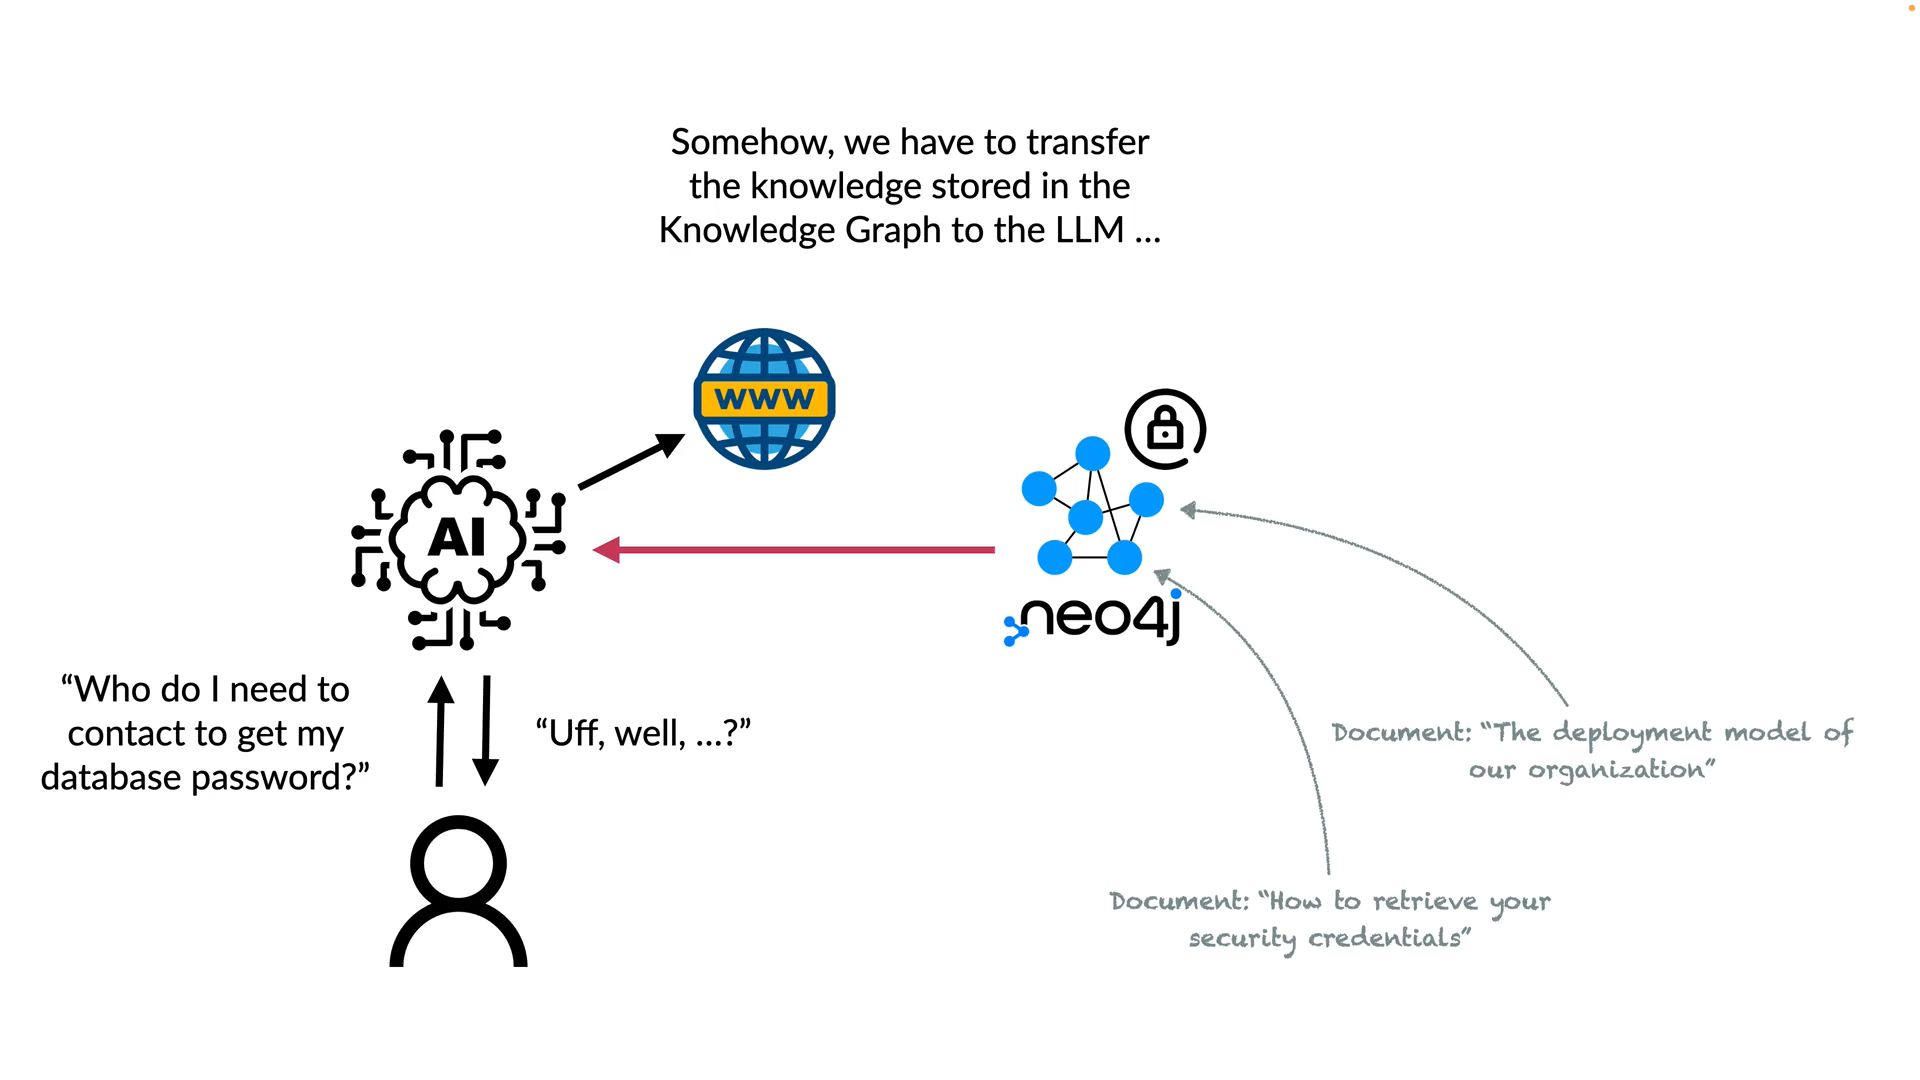 Somehow, we have to transfer
the knowledge stored in the
Knowledge Graph to the LLM ...
www
AI
neo4j
“Who do I need to
contact to get my
database password?”
“Uff, well, ...?”
Document: “The deployment model of
our organization”
Document: “How to retrieve your
security credentials”